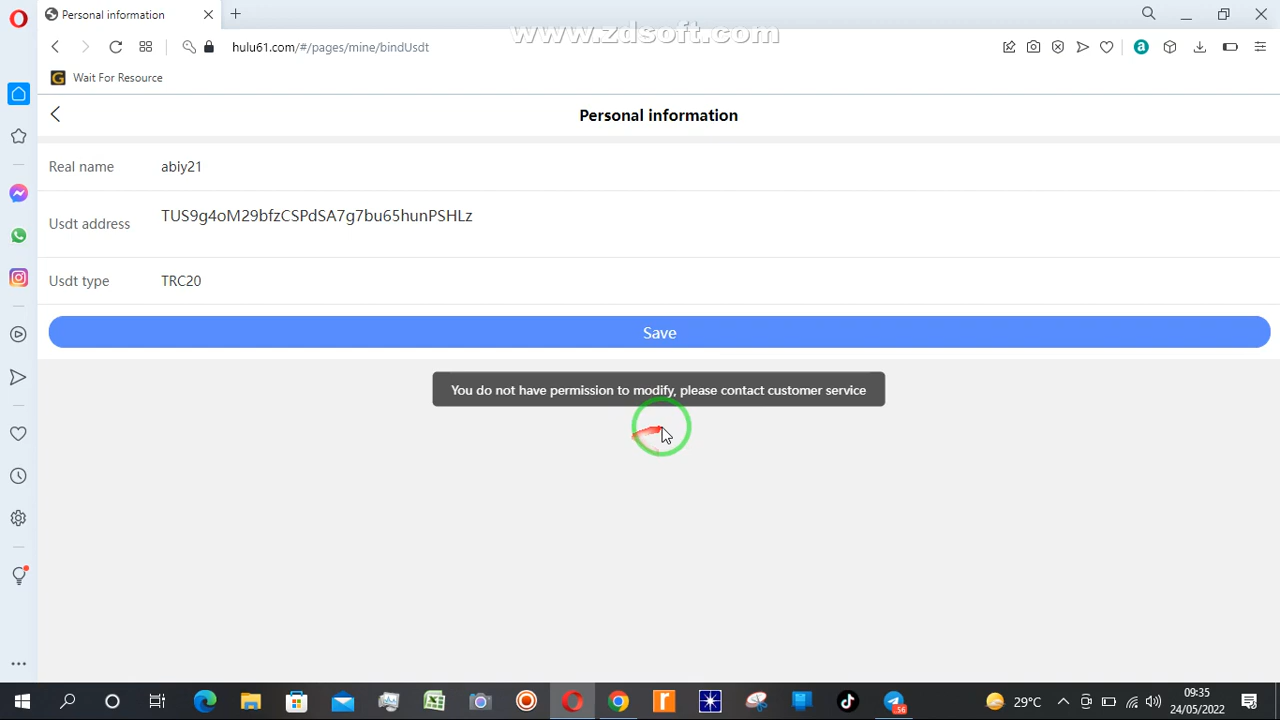 Personal information
www.zdsoft.com
hulu61.com/#/pages/mine/bindUsdt
a
G Wait For Resource
Personal information
Real name abiy21
Usdt address TUS9g4oM29bfzCSPdSA7g7bu65hunPSHLz
Usdt type TRC20
Save
You do not have permission to modify, please contact customer service
56
29°C
09:35
24/05/2022